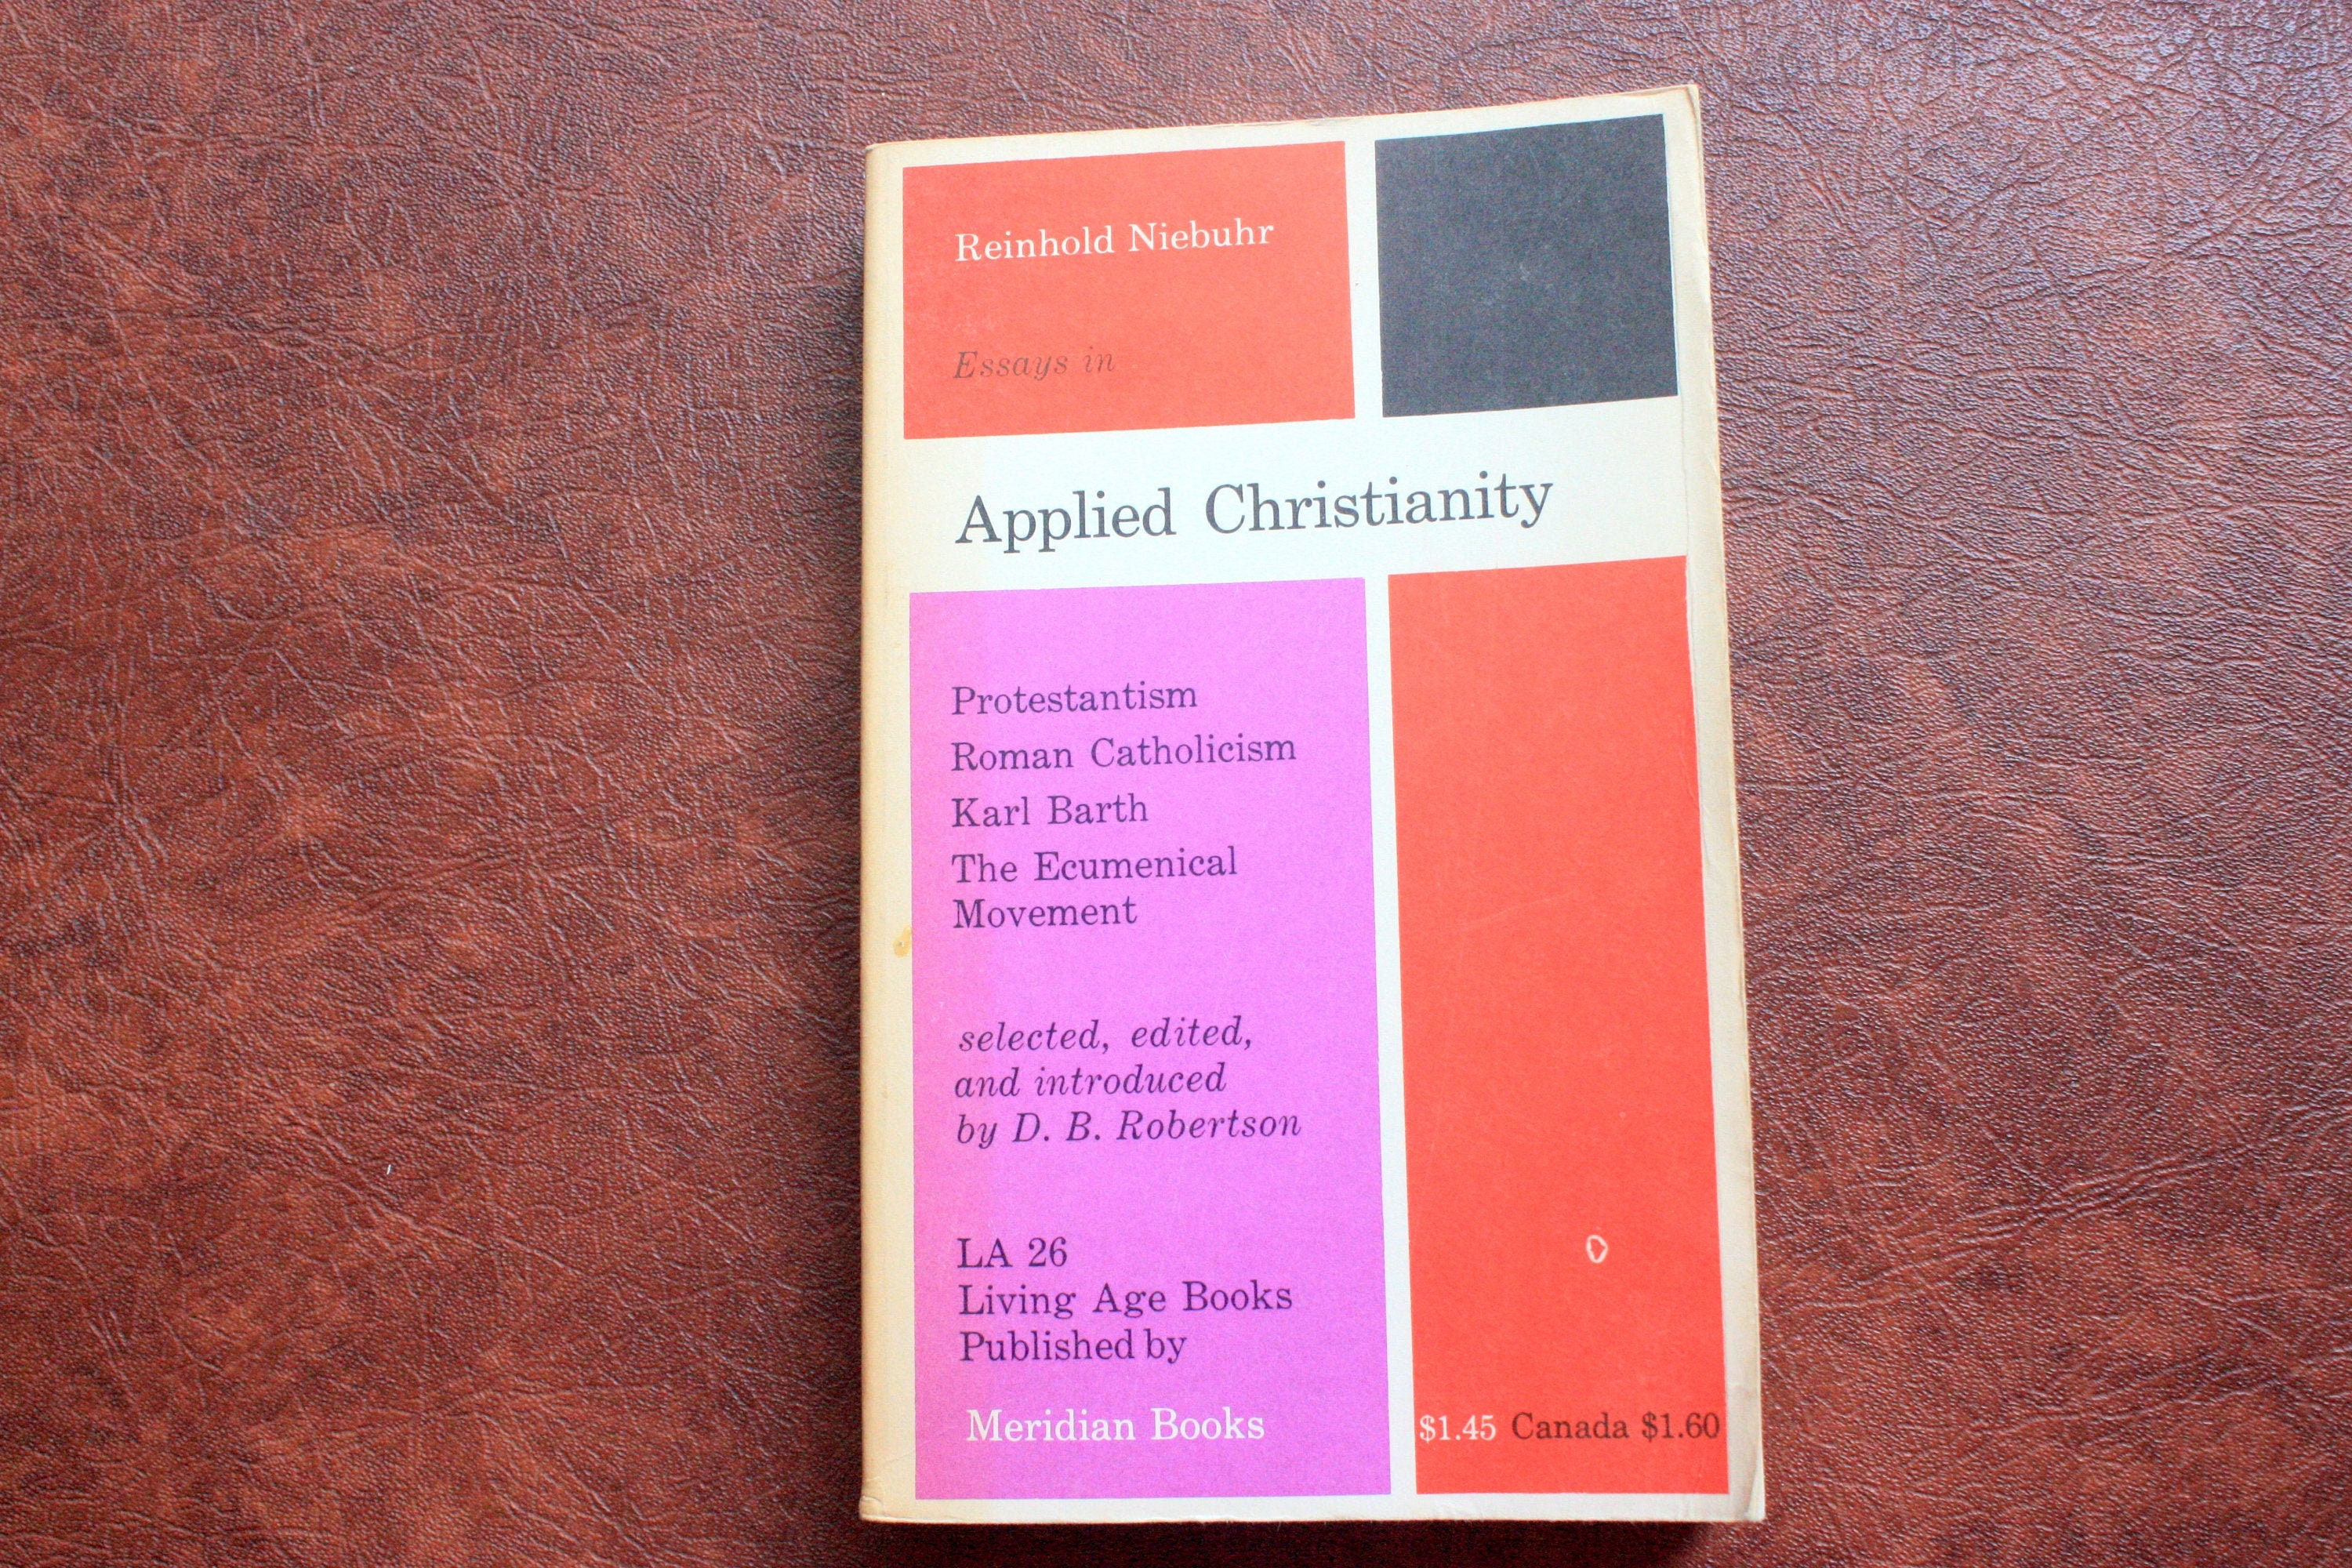 Reinhold Niebuhr
Essays in
Applied Christianity
Protestantism
Roman Catholicism
Karl Barth
The Ecumenical
Movement
selected, edited,
and introduced
by D. B. Robertson
LA 26
Living Age Books
Published by
Meridian Books
$1.45 Canada $1.60